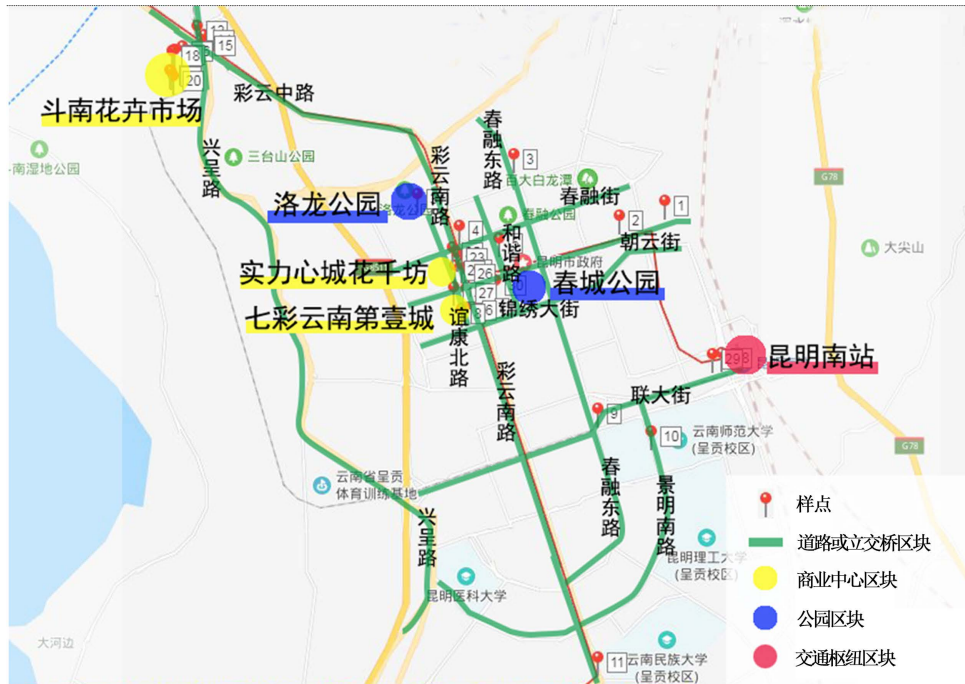 15
18
20
斗南花卉市场
彩云中路
兴呈路
三台山公园
彩云南路
春融东路
3
百大白龙潭
春融街
春融公园
洛龙公园
4
和谐路
2
1
朝云街
昆明市政府
大尖山
G78
实力心城花千坊
26
27
春城公园
七彩云南第壹城
6
锦绣大街
谊康北路
昆明南站
彩云南路
联大街
9
10
云南师范大学
(呈贡校区)
G78
云南省呈贡
体育训练基地
春融东路
景明南路
兴呈路
昆明理工大学
(呈贡校区)
昆明医科大学
大河边
11
云南民族大学
(呈贡校区)
样点
道路或立交桥区块
商业中心区块
公园区块
交通枢纽区块